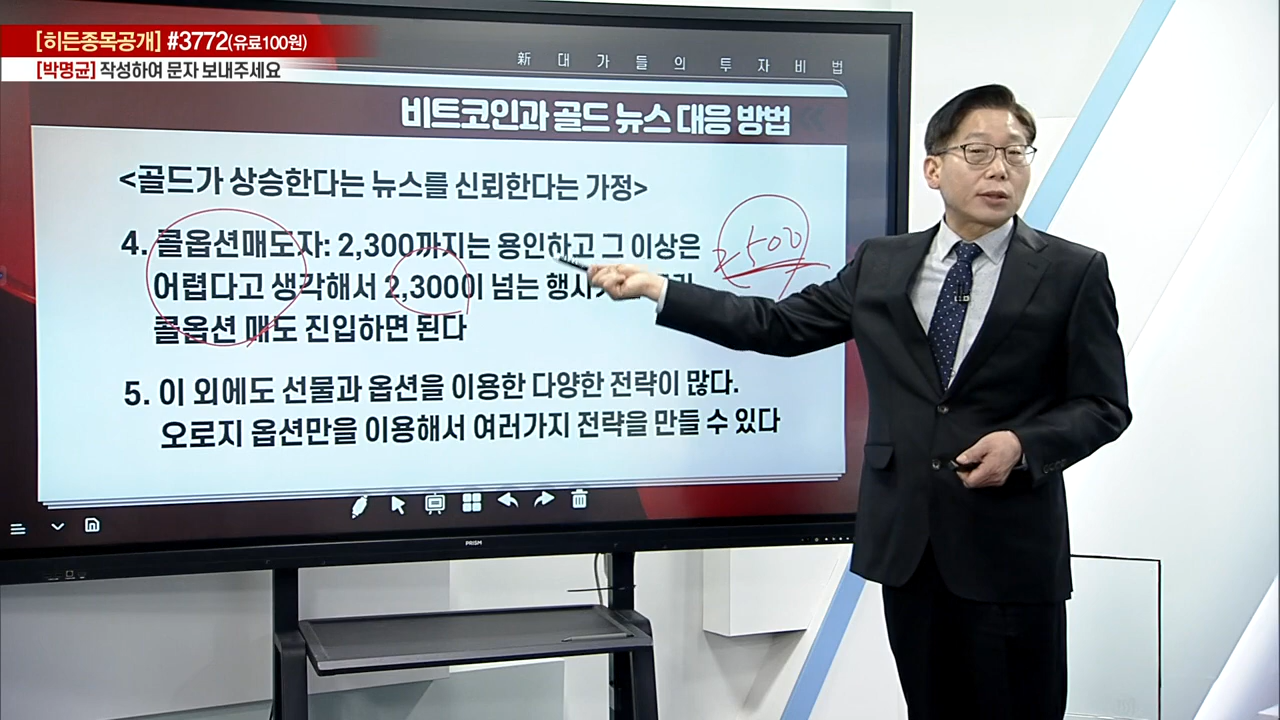 [히든종목공개] #3772(유료100원)
[박명균] 작성하여 문자 보내주세요
新 대 가 들 의 투 자 비 법
비트코인과 골드 뉴스 대응 방법
<골드가 상승한다는 뉴스를 신뢰한다는 가정>
4. 콜옵션매도자: 2,300까지는 용인하고 그 이상은
어렵다고 생각해서 2,300이 넘는 행사
콜옵션 매도 진입하면 된다
2,500
5. 이 외에도 선물과 옵션을 이용한 다양한 전략이 많다.
오로지 옵션만을 이용해서 여러가지 전략을 만들 수 있다
PRISM